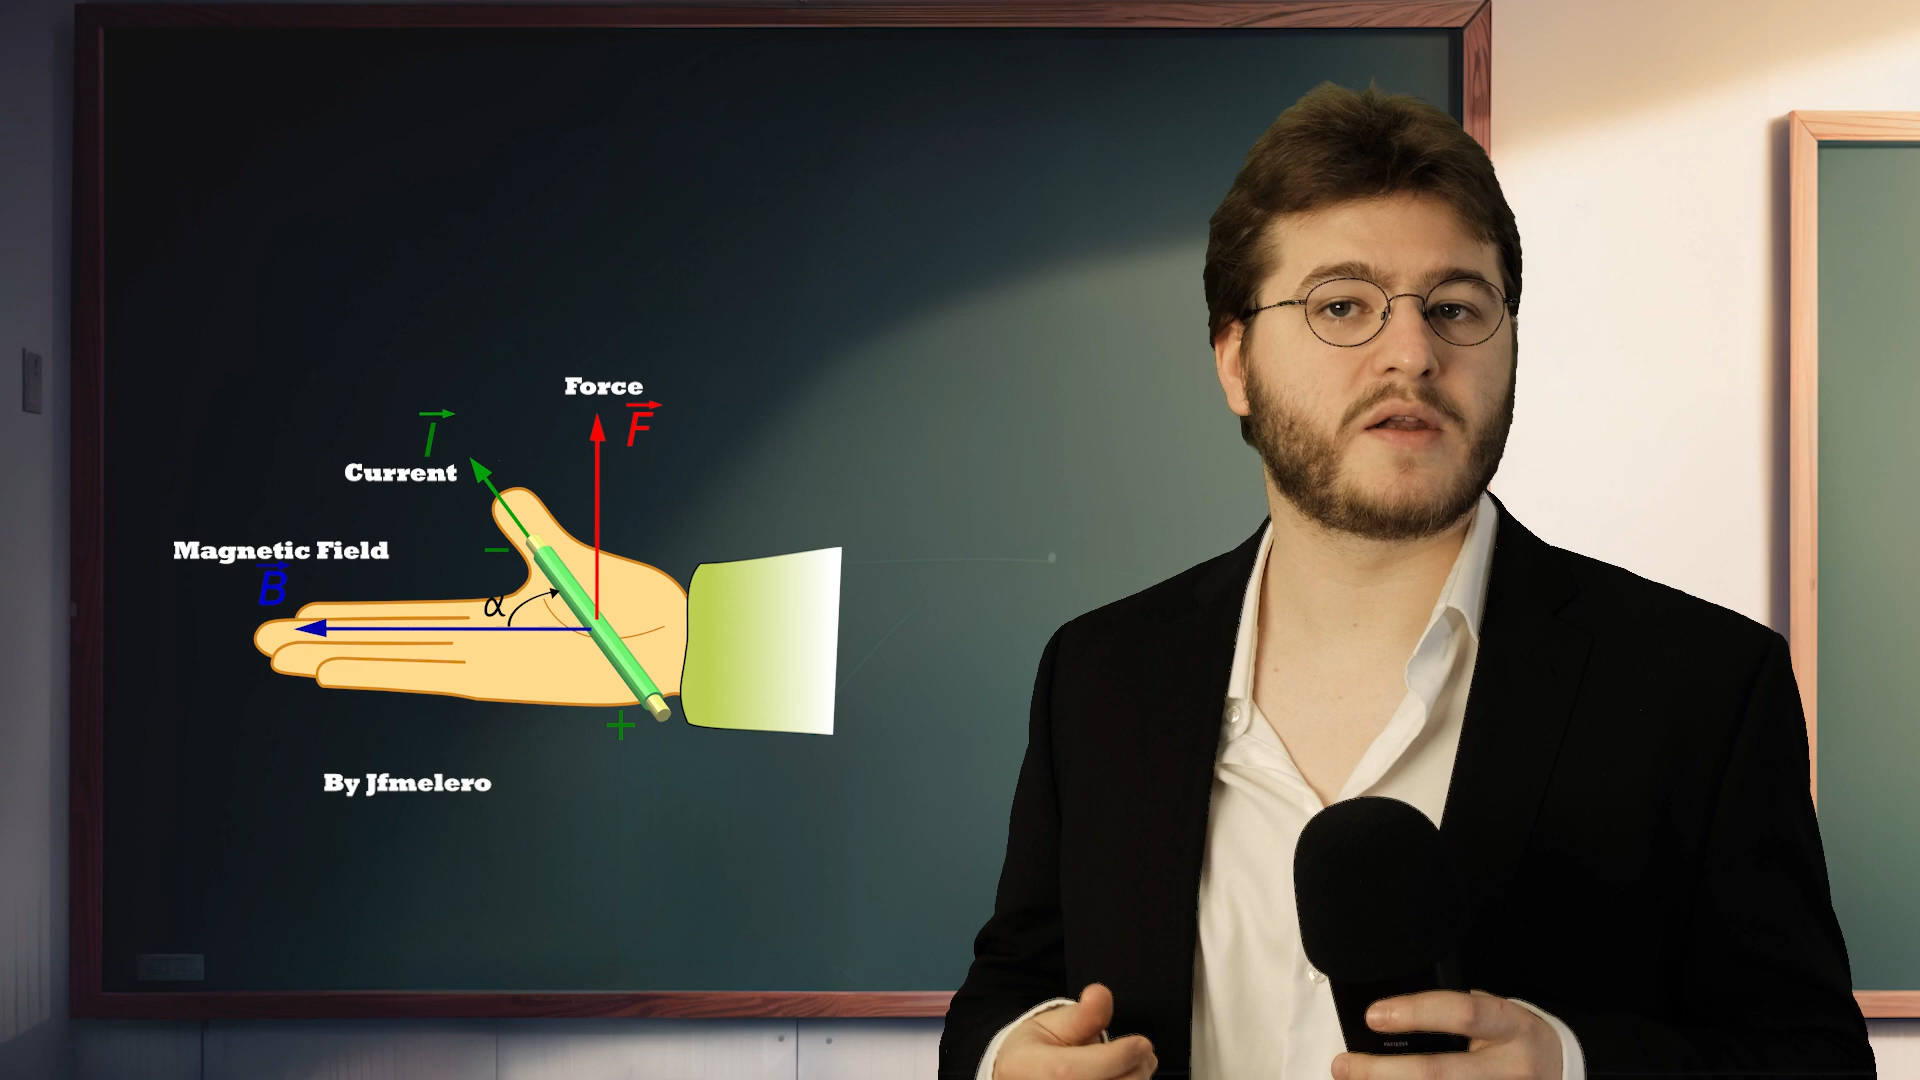 Force
F
I
Current
Magnetic Field
B
−
α
+
By Jfmelero